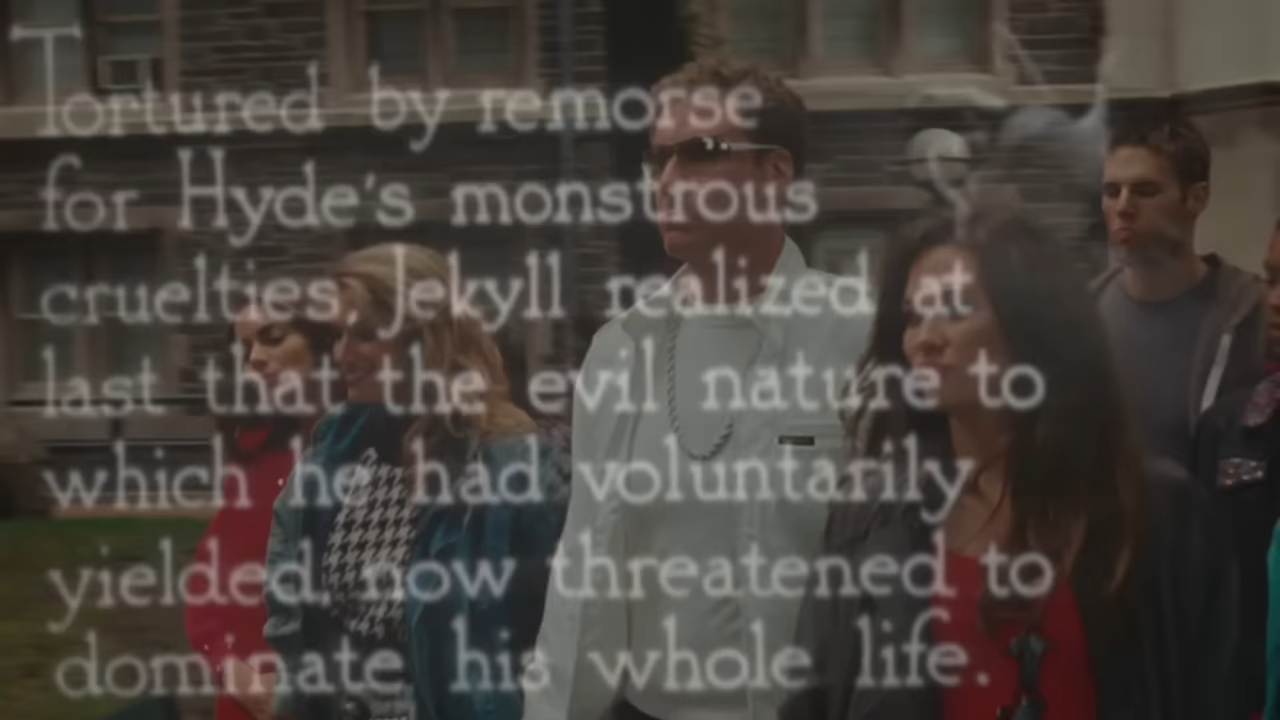 Tortured by remorse
for Hyde's monstrous
cruelties, Jekyll realized at
last that the evil nature to
which he had voluntarily
yielded, now threatened to
dominate his whole life.